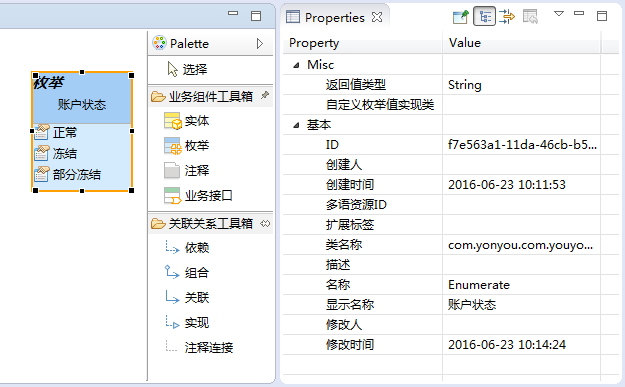 枚举
账户状态
正常
冻结
部分冻结
Palette
选择
业务组件工具箱
实体
枚举
注释
业务接口
关联关系工具箱
依赖
组合
关联
实现
注释连接
Properties
Property Value
Misc
返回值类型 String
自定义枚举值实现类
基本
ID f7e563a1-11da-46cb-b5...
创建人
创建时间 2016-06-23 10:11:53
多语资源ID
扩展标签
类名称 com.yonyou.com.youyo...
描述
名称 Enumerate
显示名称 账户状态
修改人
修改时间 2016-06-23 10:14:24